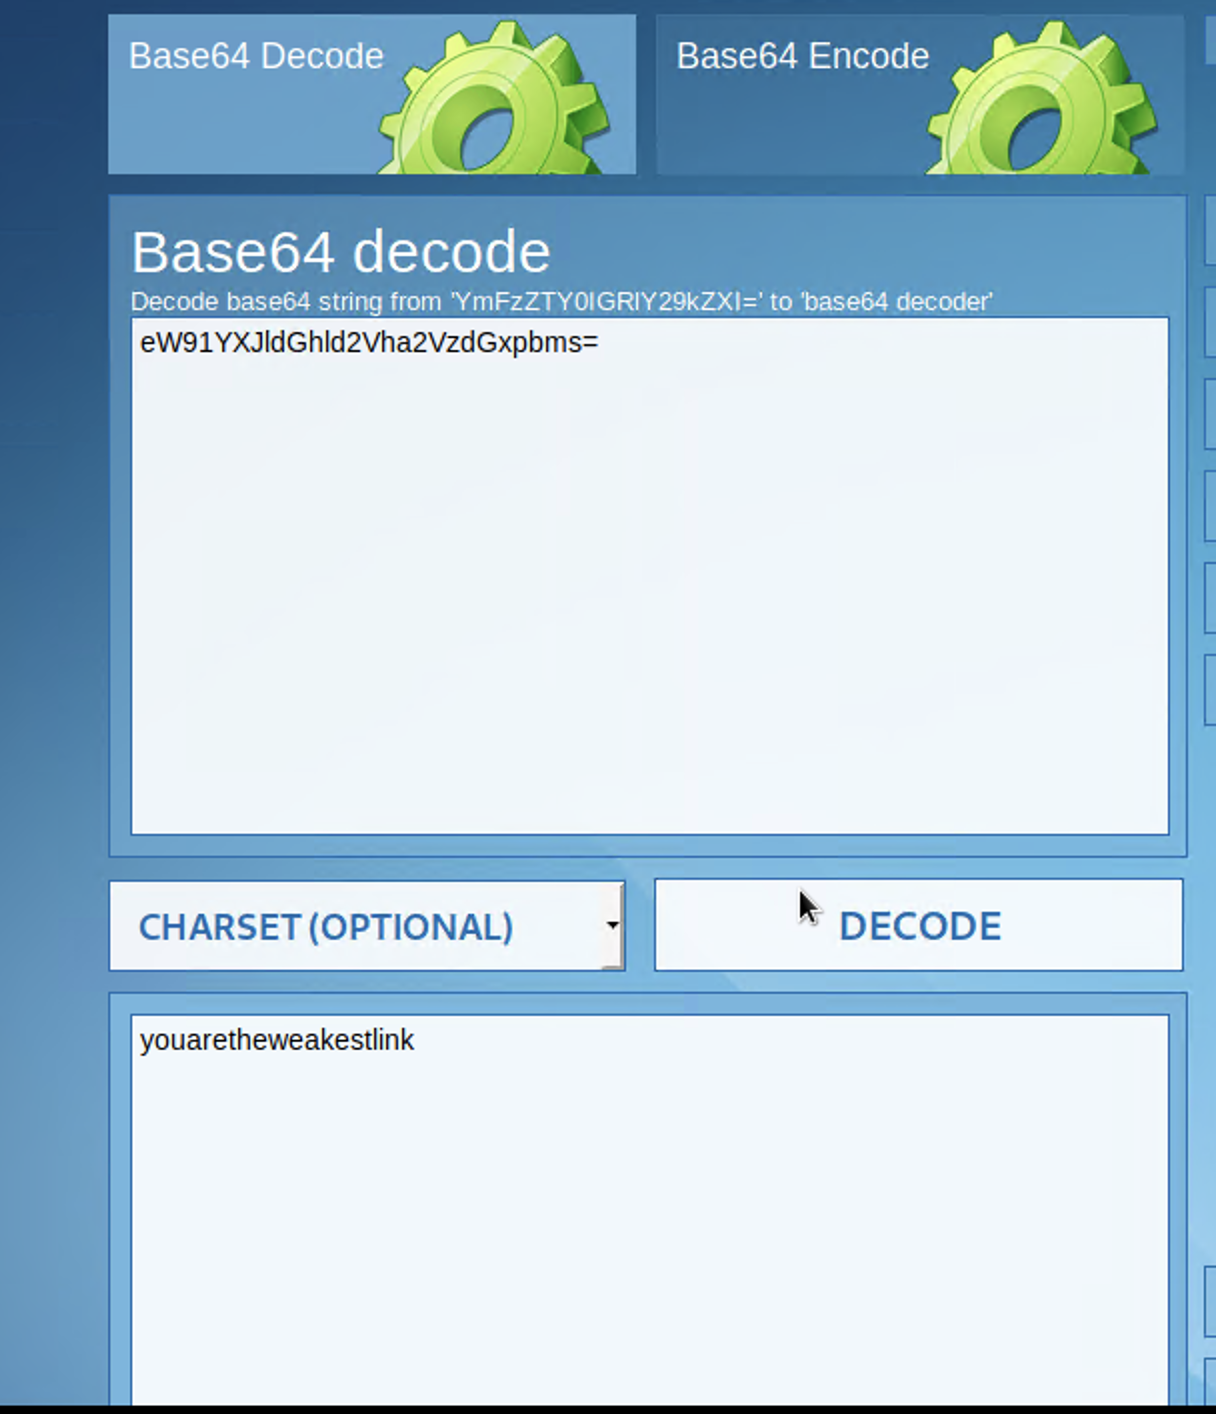 Base64 Decode
Base64 Encode
Base64 decode
Decode base64 string from 'YmFzZTY0IGRlY29kZXI=' to 'base64 decoder'
eW91YXJldGhld2Vha2VzdGxpbms=
CHARSET (OPTIONAL)
DECODE
youaretheweakestlink